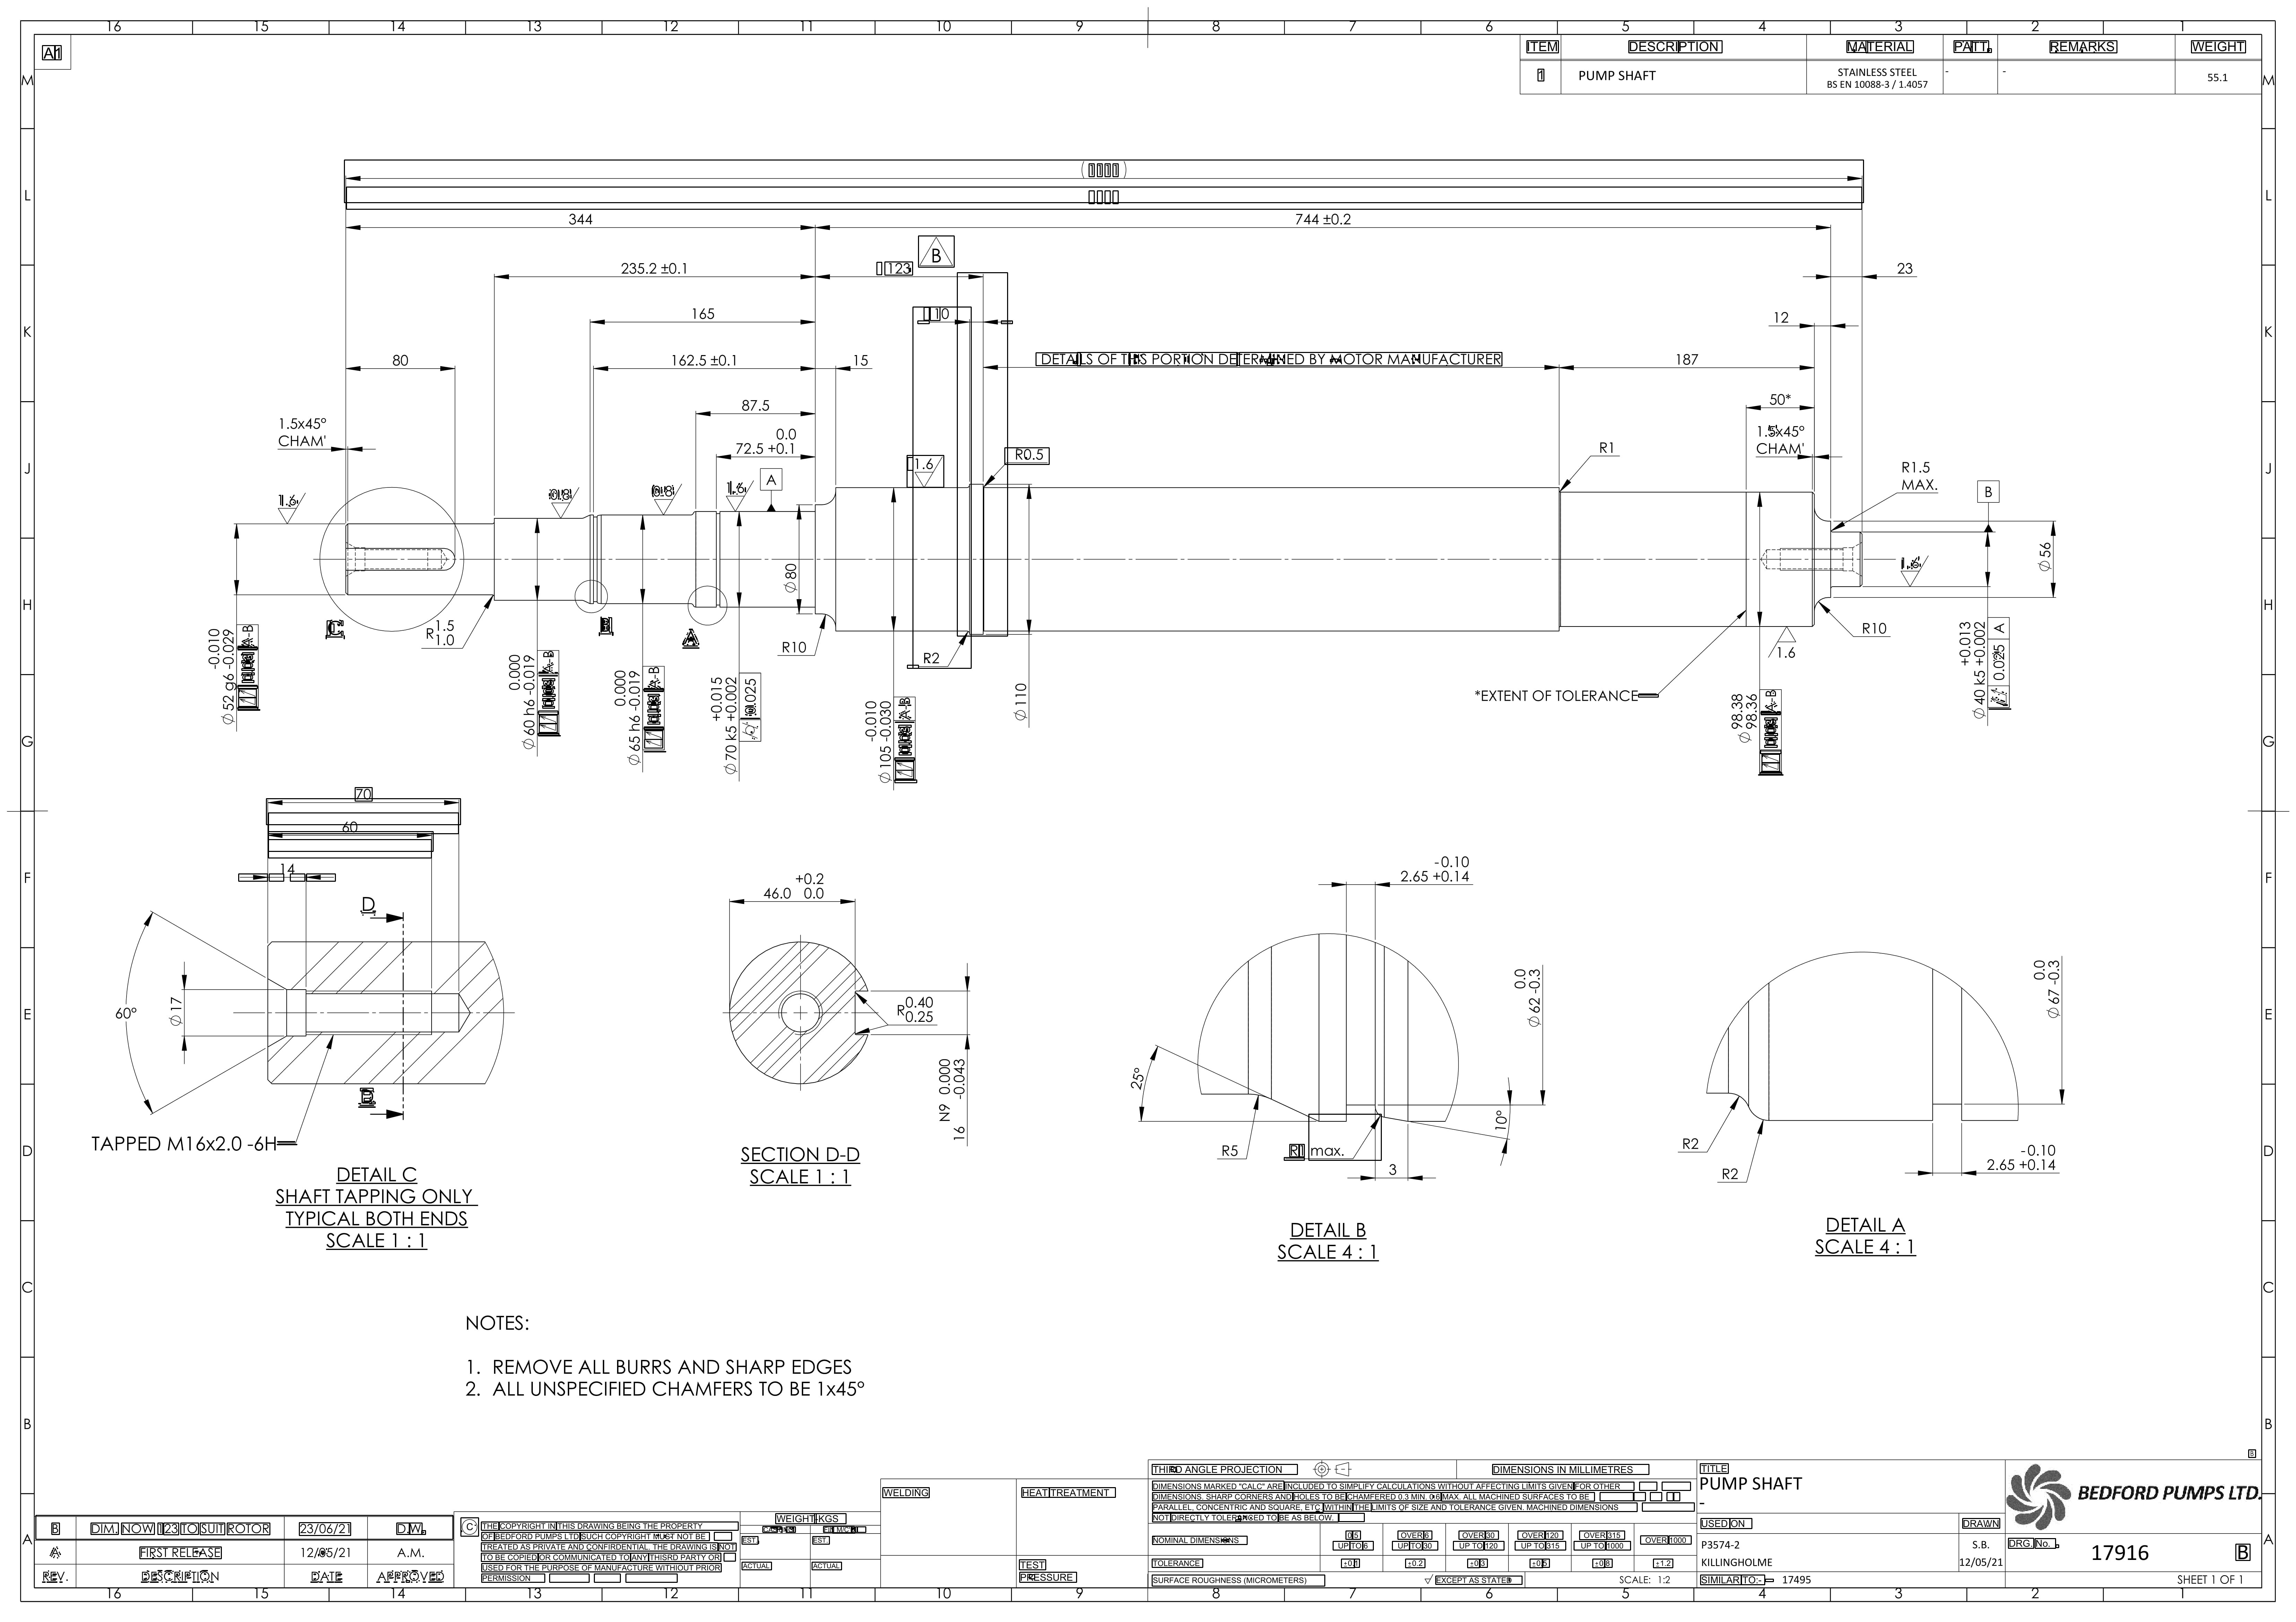 16 15 14 13 12 11 10 9 8 7 6 5 4 3 2 1
A1
ITEM DESCRIPTION MATERIAL PATT. REMARKS WEIGHT
1 PUMP SHAFT STAINLESS STEEL - - 55.1
BS EN 10088-3 / 1.4057
M M
L L
K K
J J
H H
G G
F F
E E
D D
C C
B B
A A
(1111)
1111
344
744 ±0.2
B
235.2 ±0.1
123
23
165
110
12
80
162.5 ±0.1
15
DETAILS OF THIS PORTION DETERMINED BY MOTOR MANUFACTURER
187
87.5
50*
1.5x45°
CHAM'
0.0
72.5 +0.1
1.5x45°
CHAM'
R0.5
R1
R1.5
MAX.
1.6
0.8
0.8
1.6
A
1.6
B
1.6
Ø 80
Ø 56
C
B
A
R1.5
1.0
R10
R2
R10
1.6
-0.010
Ø 52 g6 -0.029
A-B
0.000
Ø 60 h6 -0.019
A-B
0.000
Ø 65 h6 -0.019
A-B
+0.015
Ø 70 k5 +0.002
0.025
-0.010
Ø 105 -0.030
A-B
Ø 110
*EXTENT OF TOLERANCE
98.38
Ø 98.36
A-B
+0.013
Ø 40 k5 +0.002
0.025 A
70
60
14
D
60°
Ø 17
D
TAPPED M16x2.0 -6H
DETAIL C
SHAFT TAPPING ONLY
TYPICAL BOTH ENDS
SCALE 1 : 1
+0.2
46.0 0.0
R0.40
0.25
16 N9 0.000
-0.043
SECTION D-D
SCALE 1 : 1
-0.10
2.65 +0.14
0.0
Ø 62 -0.3
25°
10°
R5
R1 max.
3
DETAIL B
SCALE 4 : 1
0.0
Ø 67 -0.3
R2
R2
-0.10
2.65 +0.14
DETAIL A
SCALE 4 : 1
NOTES:
1. REMOVE ALL BURRS AND SHARP EDGES
2. ALL UNSPECIFIED CHAMFERS TO BE 1x45°
B DIM. NOW 123 TO SUIT ROTOR 23/06/21 D.W.
A FIRST RELEASE 12/05/21 A.M.
REV. DESCRIPTION DATE APPROVED
C THE COPYRIGHT IN THIS DRAWING BEING THE PROPERTY
OF BEDFORD PUMPS LTD SUCH COPYRIGHT MUST NOT BE
TREATED AS PRIVATE AND CONFIRDENTIAL. THE DRAWING IS NOT
TO BE COPIED OR COMMUNICATED TO ANY THISRD PARTY OR
USED FOR THE PURPOSE OF MANUFACTURE WITHIOUT PRIOR
PERMISSION
WEIGHT-KGS
EST. EST
ACTUAL ACTUAL
WELDING
HEAT TREATMENT
TEST
PRESSURE
THIRD ANGLE PROJECTION
DIMENSIONS IN MILLIMETRES
DIMENSIONS MARKED "CALC" ARE INCLUDED TO SIMPLIFY CALCULATIONS WITHOUT AFFECTING LIMITS GIVEN FOR OTHER
DIMENSIONS. SHARP CORNERS AND HOLES TO BE CHAMFERED 0.3 MIN. 0.6 MAX. ALL MACHINED SURFACES TO BE
PARALLEL, CONCENTRIC AND SQUARE, ETC WITHIN THE LIMITS OF SIZE AND TOLERANCE GIVEN. MACHINED DIMENSIONS
NOT DIRECTLY TOLERANCED TO BE AS BELOW.
NOMINAL DIMENSIONS 0.5 UP TO 6 OVER 6 UP TO 30 OVER 30 UP TO 120 OVER 120 UP TO 315 OVER 315 UP TO 1000 OVER 1000
TOLERANCE ±0.1 ±0.2 ±0.3 ±0.5 ±0.8 ±1.2
SURFACE ROUGHNESS (MICROMETERS) EXCEPT AS STATED SCALE: 1:2
TITLE
PUMP SHAFT
-
USED ON
P3574-2
KILLINGHOLME
SIMILAR TO:- 17495
DRAWN
S.B.
12/05/21
BEDFORD PUMPS LTD.
DRG. No. 17916 B
SHEET 1 OF 1
16 15 14 13 12 11 10 9 8 7 6 5 4 3 2 1